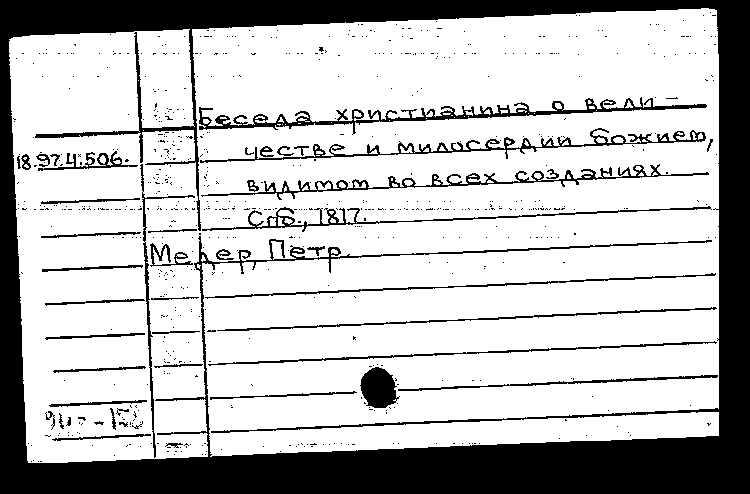 Беседа христианина о вели-
18.97.4.506. честве и милосердии божием,
видимом во всех созданиях.
Спб., 1817.
Медер, Петр.